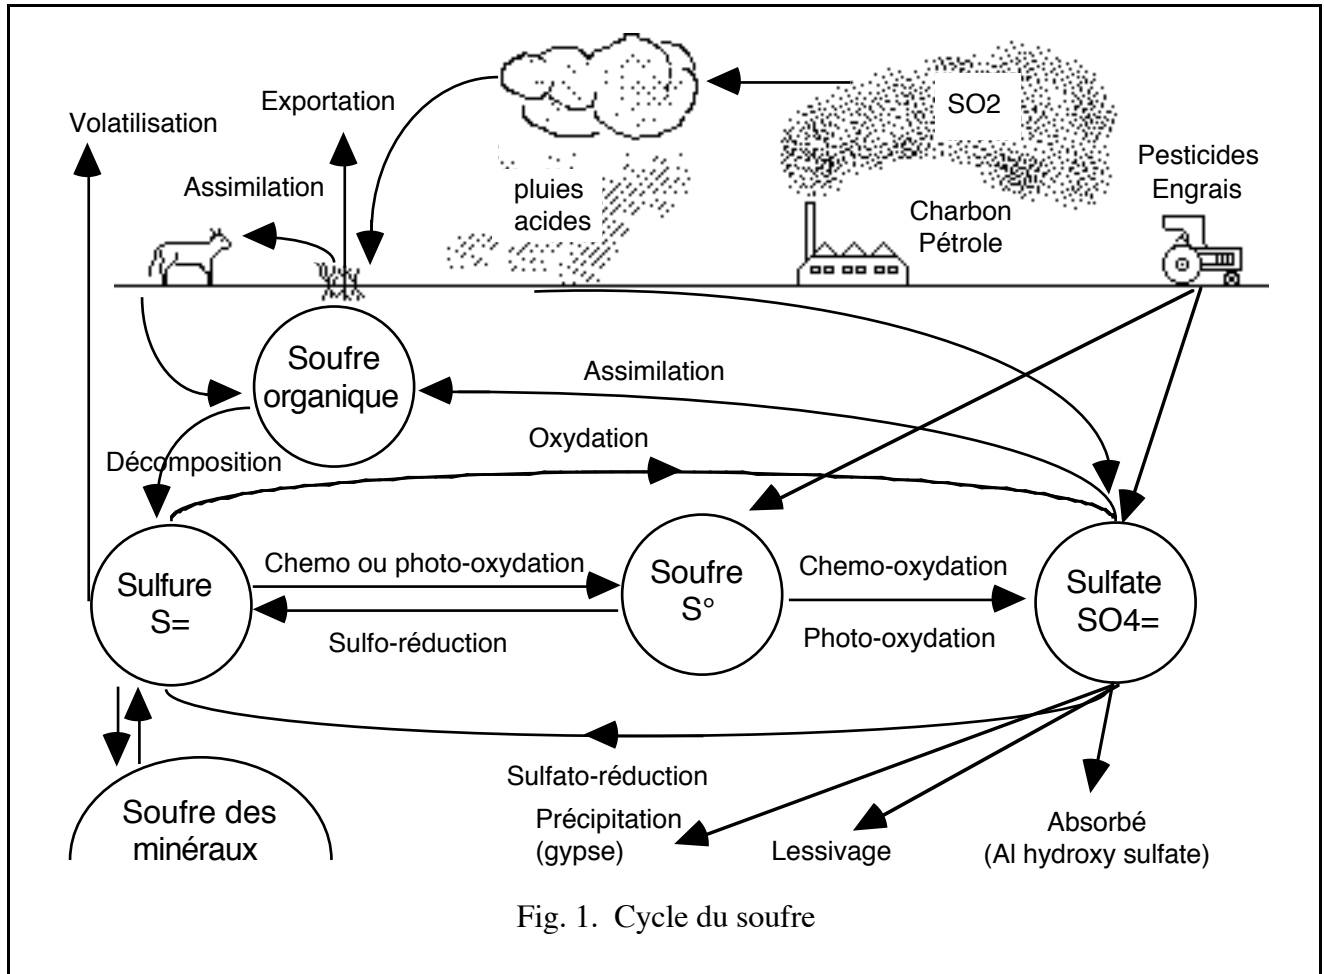 Exportation
Volatilisation
Assimilation
pluies
acides
SO2
Charbon
Pétrole
Pesticides
Engrais
Soufre
organique
Assimilation
Oxydation
Décomposition
Sulfure
S=
Chemo ou photo-oxydation
Sulfo-réduction
Soufre
S°
Chemo-oxydation
Photo-oxydation
Sulfate
SO4=
Sulfato-réduction
Soufre des
minéraux
Précipitation
(gypse)
Lessivage
Absorbé
(Al hydroxy sulfate)
Fig. 1. Cycle du soufre